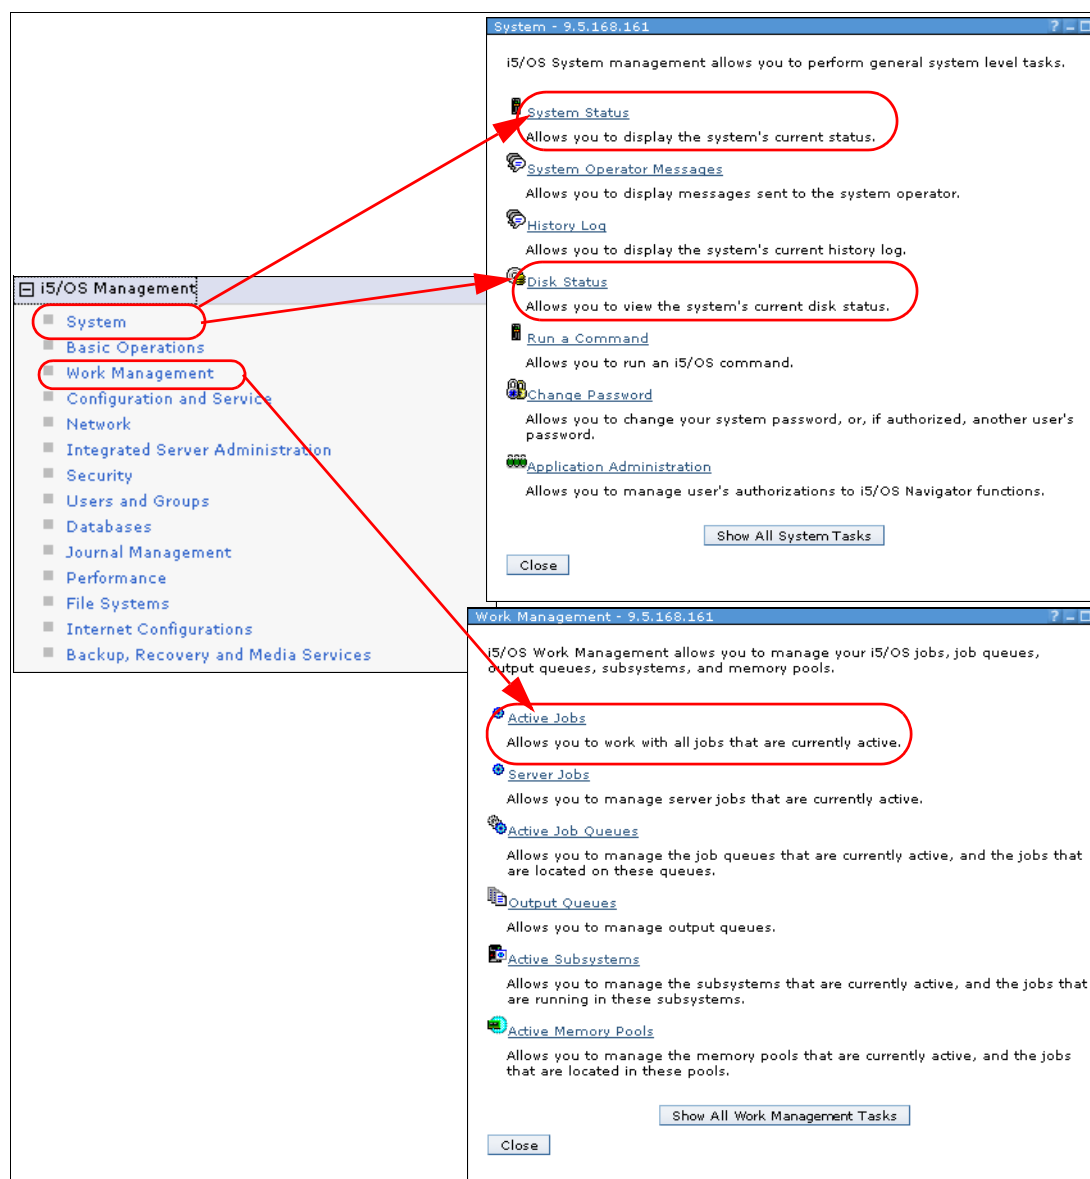 System - 9.5.168.161
i5/OS System management allows you to perform general system level tasks.
System Status
Allows you to display the system's current status.
System Operator Messages
Allows you to display messages sent to the system operator.
History Log
Allows you to display the system's current history log.
Disk Status
Allows you to view the system's current disk status.
Run a Command
Allows you to run an i5/OS command.
Change Password
Allows you to change your system password, or, if authorized, another user's
password.
Application Administration
Allows you to manage user's authorizations to i5/OS Navigator functions.
Show All System Tasks
Close
i5/OS Management
System
Basic Operations
Work Management
Configuration and Service
Network
Integrated Server Administration
Security
Users and Groups
Databases
Journal Management
Performance
File Systems
Internet Configurations
Backup, Recovery and Media Services
Work Management - 9.5.168.161
i5/OS Work Management allows you to manage your i5/OS jobs, job queues,
output queues, subsystems, and memory pools.
Active Jobs
Allows you to work with all jobs that are currently active.
Server Jobs
Allows you to manage server jobs that are currently active.
Active Job Queues
Allows you to manage the job queues that are currently active, and the jobs that
are located on these queues.
Output Queues
Allows you to manage output queues.
Active Subsystems
Allows you to manage the subsystems that are currently active, and the jobs that
are running in these subsystems.
Active Memory Pools
Allows you to manage the memory pools that are currently active, and the jobs
that are located in these pools.
Show All Work Management Tasks
Close